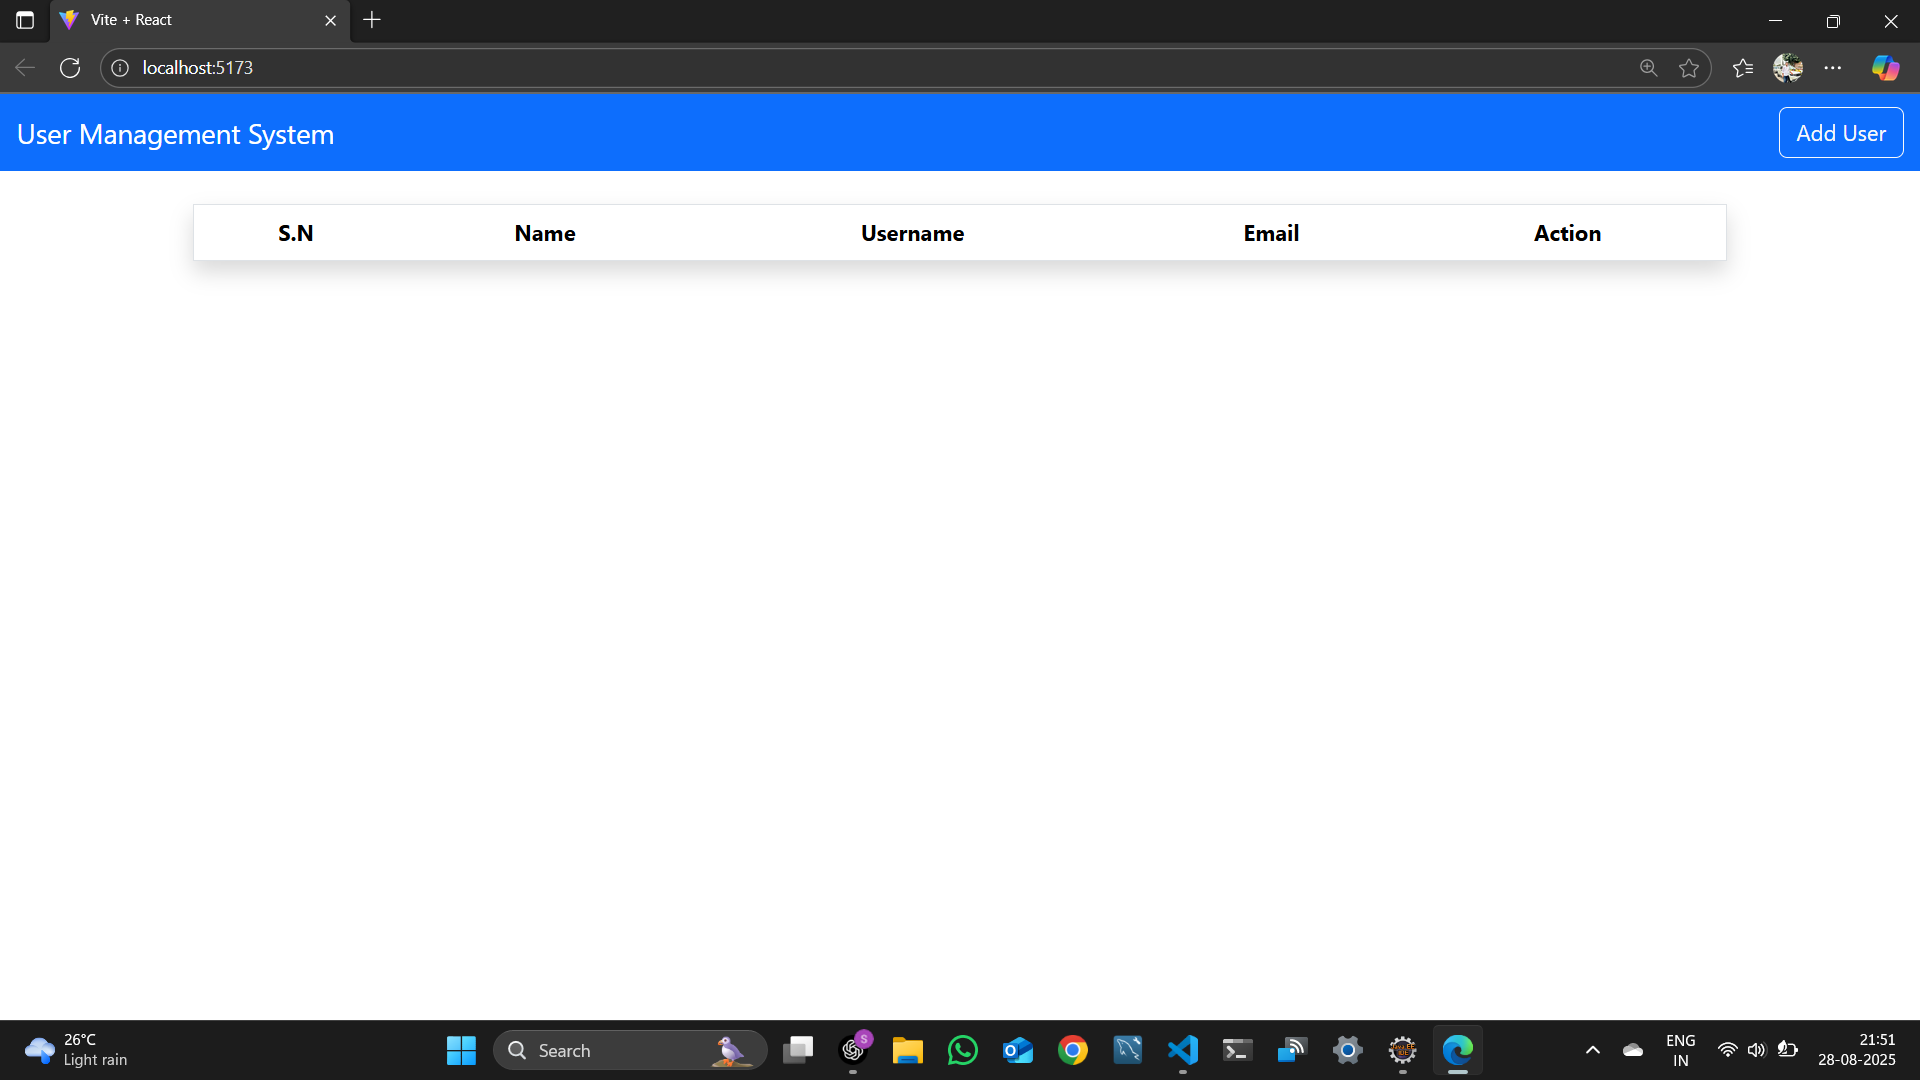 Vite + React
localhost:5173
User Management System
Add User
S.N Name Username Email Action
26°C
Light rain
Search
S
ENG
IN
21:51
28-08-2025